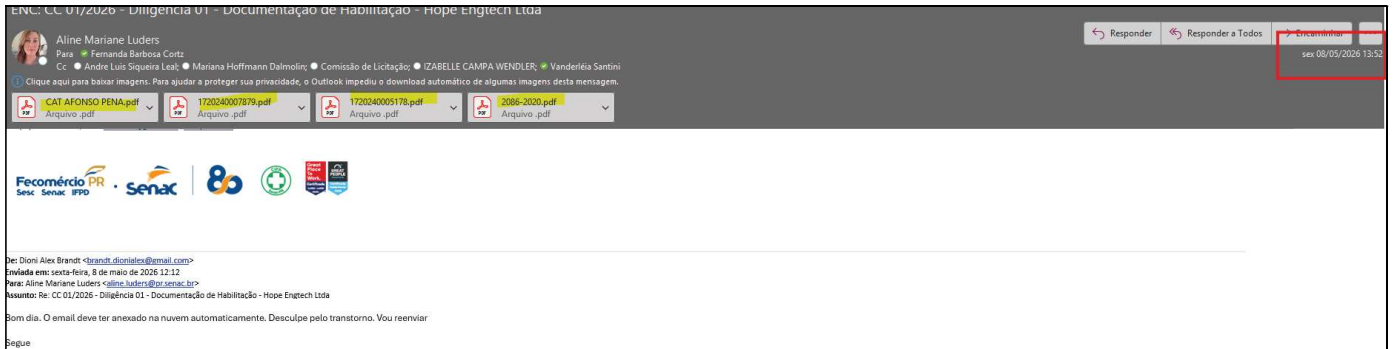 ENC: CC 01/2026 - Diligência 01 - Documentação de Habilitação - Hope Engtech Ltda
Aline Mariane Luders
Para Fernanda Barbosa Cortz
Cc Andre Luis Siqueira Leal; Mariana Hoffmann Dalmolin; Comissão de Licitação; IZABELLE CAMPA WENDLER; Vanderléia Santini
Responder Responder a Todos Encaminhar
sex 08/05/2026 13:52
Clique aqui para baixar imagens. Para ajudar a proteger sua privacidade, o Outlook impediu o download automático de algumas imagens desta mensagem.
CAT AFONSO PENA.pdf 1720240007879.pdf 1720240005178.pdf 2086-2020.pdf
Arquivo .pdf Arquivo .pdf Arquivo .pdf Arquivo .pdf
Fecomércio PR Senac 80
Sesc Senac IFPD
Great Place To Work.
De: Dioni Alex Brandt <brandt.dionialex@gmail.com>
Enviada em: sexta-feira, 8 de maio de 2026 12:12
Para: Aline Mariane Luders <aline.luders@pr.senac.br>
Assunto: Re: CC 01/2026 - Diligência 01 - Documentação de Habilitação - Hope Engtech Ltda
Bom dia. O email deve ter anexado na nuvem automaticamente. Desculpe pelo transtorno. Vou reenviar
Segue